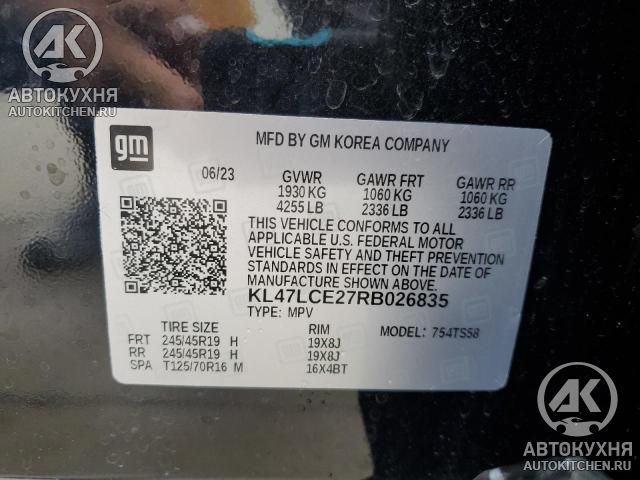 AK
АВТОКУХНЯ
AUTOKITCHEN.RU
gm
MFD BY GM KOREA COMPANY
06/23 GVWR GAWR FRT GAWR RR
1930 KG 1060 KG 1060 KG
4255 LB 2336 LB 2336 LB
THIS VEHICLE CONFORMS TO ALL
APPLICABLE U.S. FEDERAL MOTOR
VEHICLE SAFETY AND THEFT PREVENTION
STANDARDS IN EFFECT ON THE DATE OF
MANUFACTURE SHOWN ABOVE.
KL47LCE27RB026835
TYPE: MPV
TIRE SIZE RIM MODEL: 754TS58
FRT 245/45R19 H 19X8J
RR 245/45R19 H 19X8J
SPA T125/70R16 M 16X4BT
AK
АВТОКУХНЯ
AUTOKITCHEN.RU